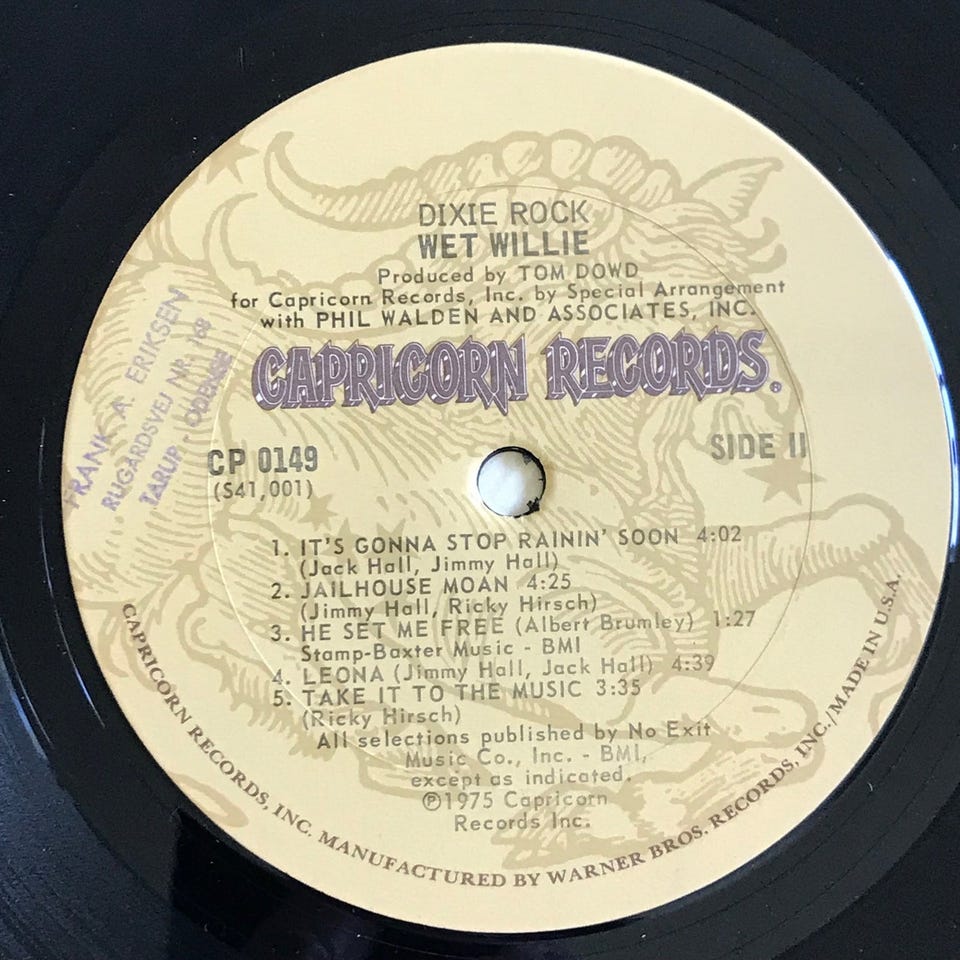 DIXIE ROCK
WET WILLIE
Produced by TOM DOWD
for Capricorn Records, Inc. by Special Arrangement
with PHIL WALDEN AND ASSOCIATES, INC.
CAPRICORN RECORDS®
FRANK A. ERIKSEN
RUGARDSVEJ NR. 168
TARUP - ODENSE
CP 0149
(S41,001)
SIDE II
1. IT'S GONNA STOP RAININ' SOON 4:02
(Jack Hall, Jimmy Hall)
2. JAILHOUSE MOAN 4:25
(Jimmy Hall, Ricky Hirsch)
3. HE SET ME FREE (Albert Brumley) 1:27
Stamp-Baxter Music - BMI
4. LEONA (Jimmy Hall, Jack Hall) 4:39
5. TAKE IT TO THE MUSIC 3:35
(Ricky Hirsch)
All selections published by No Exit
Music Co., Inc. - BMI,
except as indicated.
℗1975 Capricorn
Records Inc.
CAPRICORN RECORDS, INC. MANUFACTURED BY WARNER BROS. RECORDS, INC./MADE IN U.S.A.